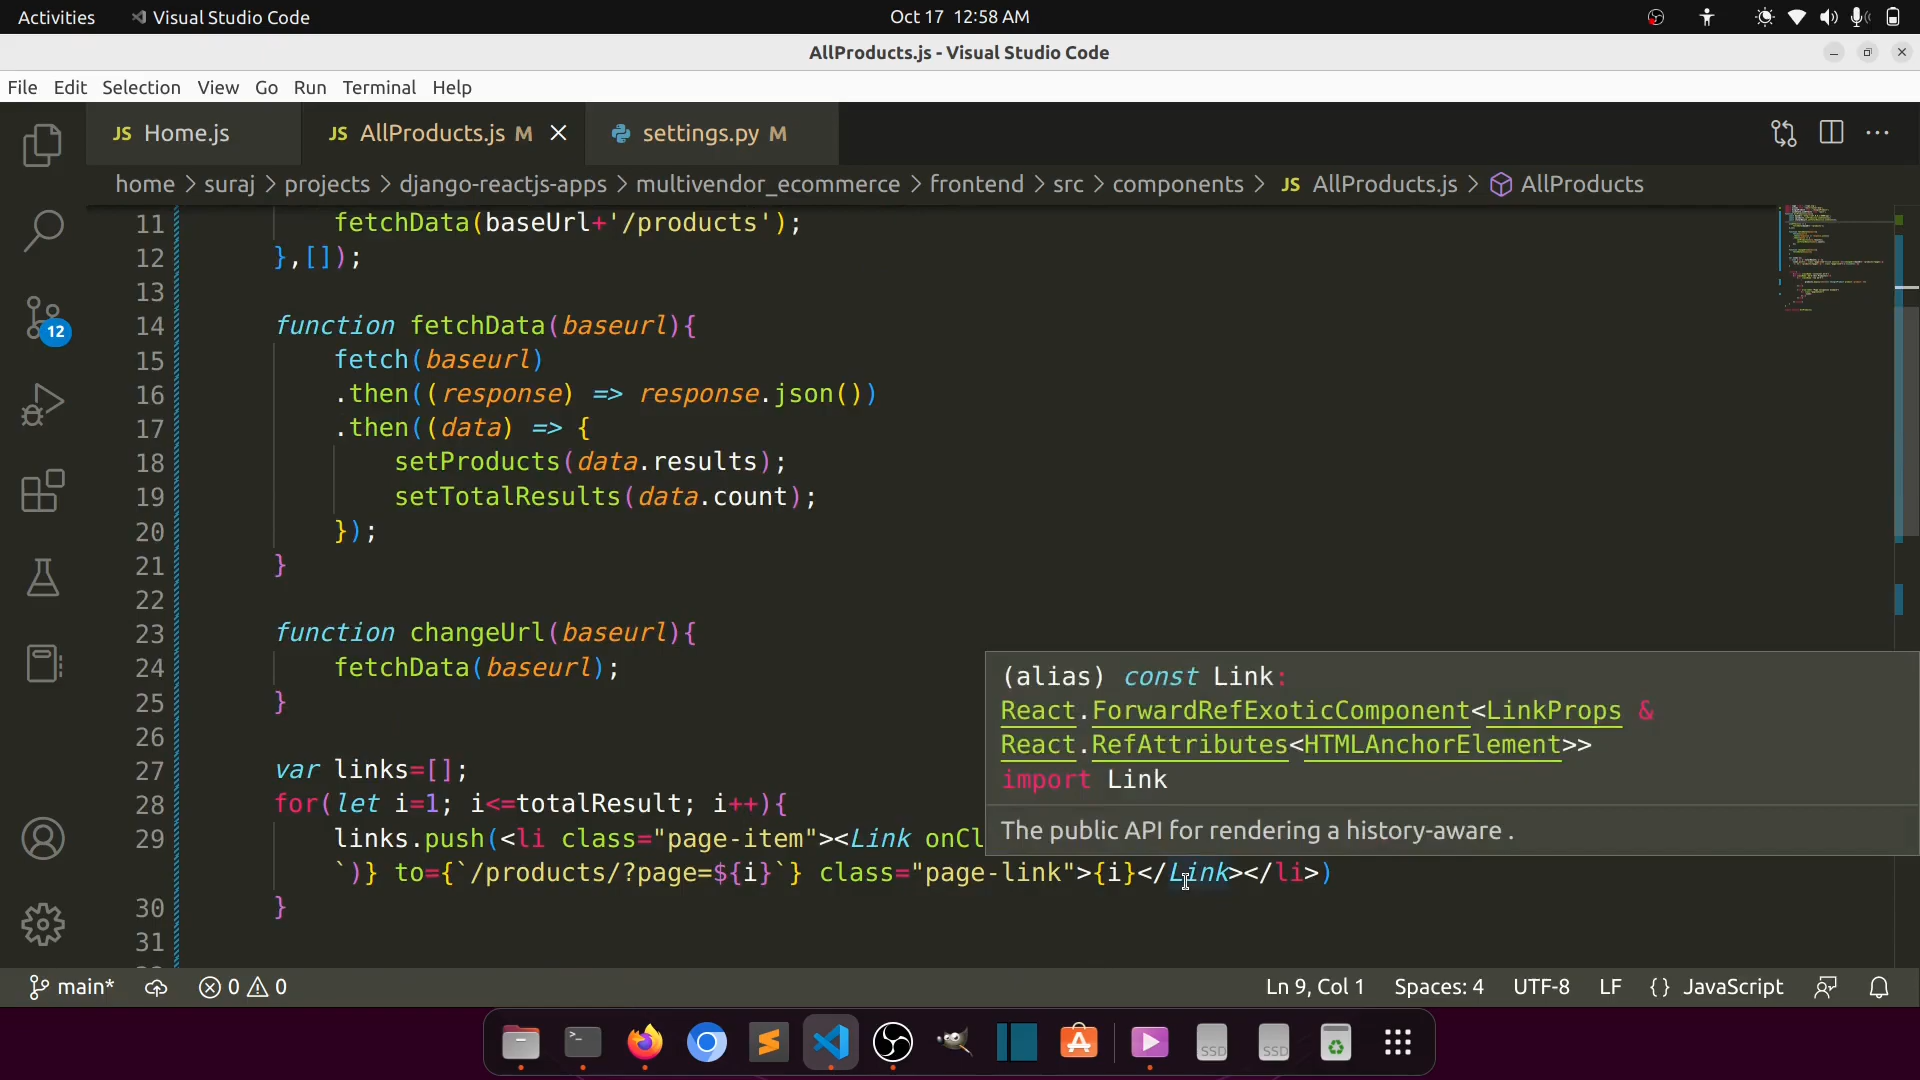 Activities
Visual Studio Code
Oct 17 12:58 AM
AllProducts.js - Visual Studio Code
File Edit Selection View Go Run Terminal Help
JS Home.js
JS AllProducts.js M
settings.py M
home > suraj > projects > django-reactjs-apps > multivendor_ecommerce > frontend > src > components > JS AllProducts.js > AllProducts
11 fetchData(baseUrl+'/products');
12 },[]);
13
14 function fetchData(baseurl){
15 fetch(baseurl)
16 .then((response) => response.json())
17 .then((data) => {
18 setProducts(data.results);
19 setTotalResults(data.count);
20 });
21 }
22
23 function changeUrl(baseurl){
24 fetchData(baseurl);
25 }
26
27 var links=[];
28 for(let i=1; i<=totalResult; i++){
29 links.push(<li class="page-item"><Link onCl
`)} to={`/products/?page=${i}`} class="page-link">{i}</Link></li>)
30 }
31
(alias) const Link:
React.ForwardRefExoticComponent<LinkProps &
React.RefAttributes<HTMLAnchorElement>>
import Link
The public API for rendering a history-aware .
12
main* 0 0
Ln 9, Col 1 Spaces: 4 UTF-8 LF { } JavaScript
SSD
SSD